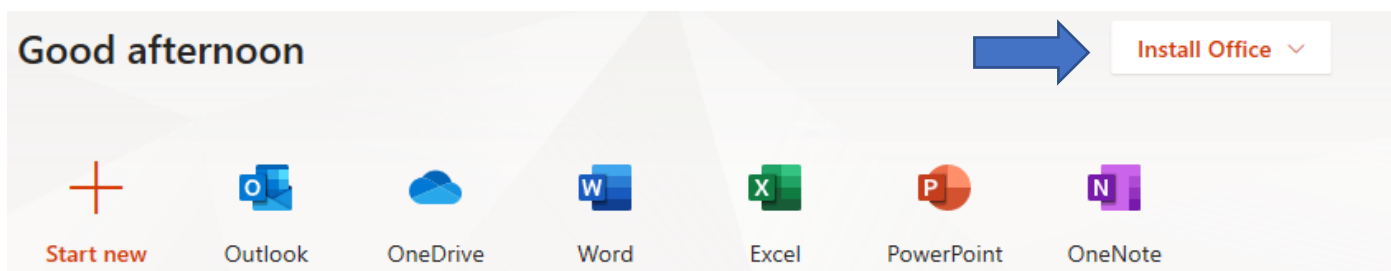 Good afternoon
Install Office
O
W
X
P
N
Start new
Outlook
OneDrive
Word
Excel
PowerPoint
OneNote